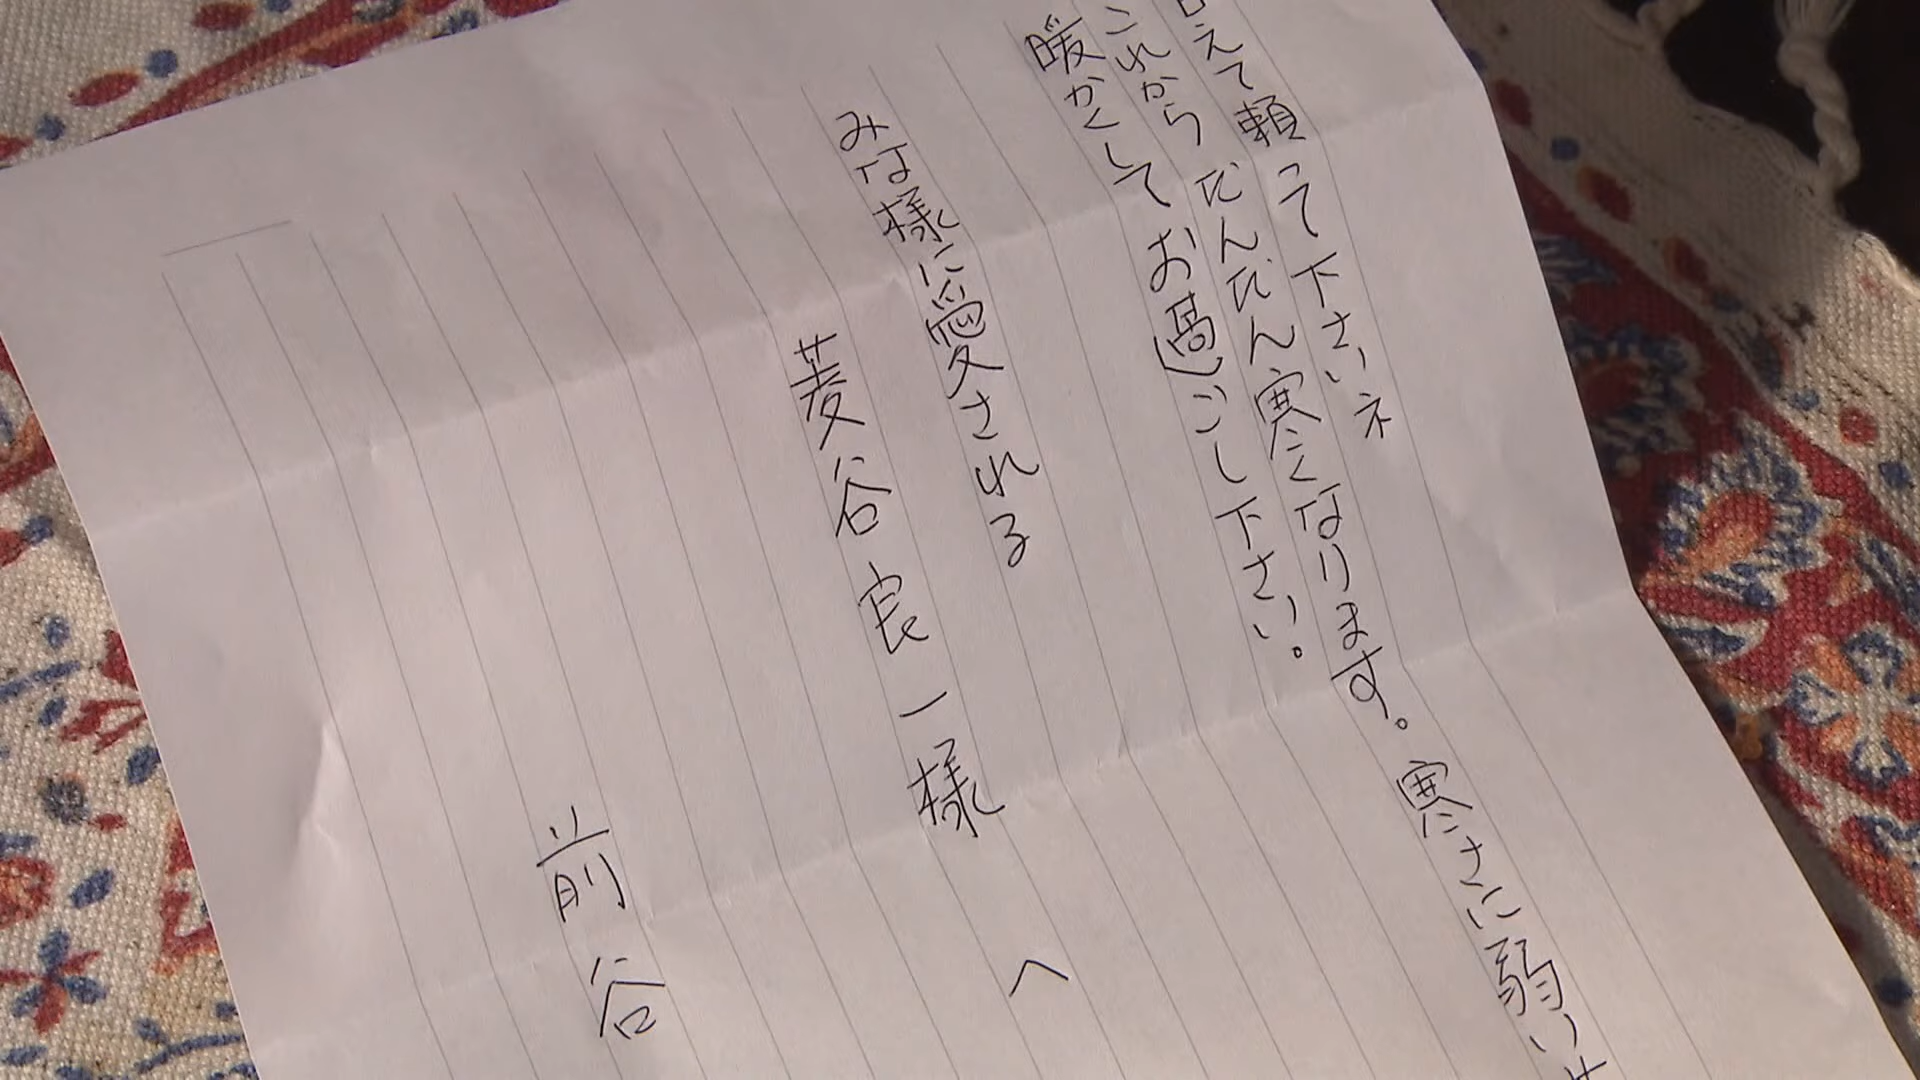 えて頼って下さいネ
これからだんだん寒くなります。寒さに弱い
暖かくしてお過ごし下さい。
みな様に愛される
菱谷良一様へ
前谷